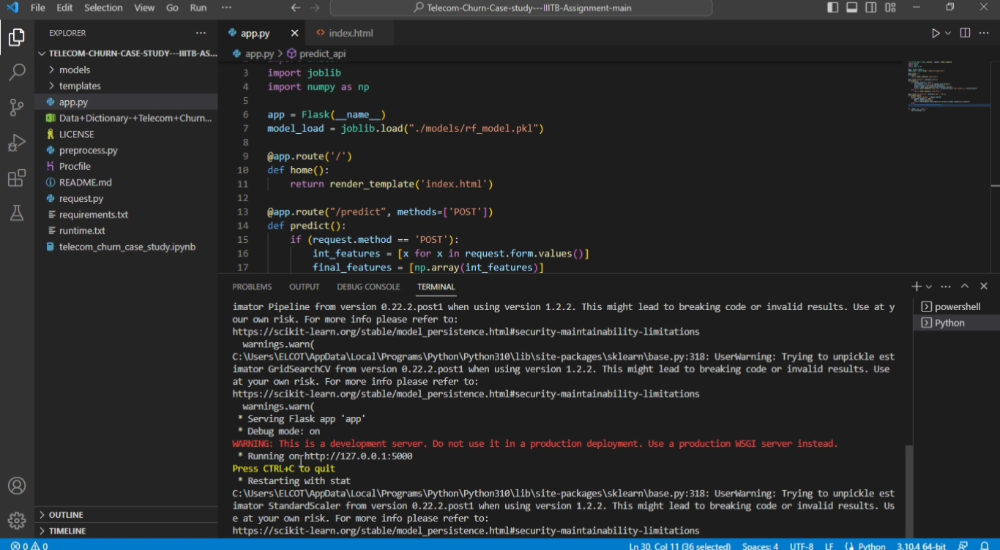 File Edit Selection View Go Run ··· Telecom-Churn-Case-study---IIITB-Assignment-main
EXPLORER ···
TELECOM-CHURN-CASE-STUDY---IIITB-AS...
models
templates
app.py
Data+Dictionary-+Telecom+Churn...
LICENSE
preprocess.py
Procfile
README.md
request.py
requirements.txt
runtime.txt
telecom_churn_case_study.ipynb
OUTLINE
TIMELINE
app.py index.html
app.py > predict_api
3 import joblib
4 import numpy as np
5
6 app = Flask(__name__)
7 model_load = joblib.load("./models/rf_model.pkl")
8
9 @app.route('/')
10 def home():
11 return render_template('index.html')
12
13 @app.route("/predict", methods=['POST'])
14 def predict():
15 if (request.method == 'POST'):
16 int_features = [x for x in request.form.values()]
17 final_features = [np.array(int_features)]
PROBLEMS OUTPUT DEBUG CONSOLE TERMINAL
powershell
Python
imator Pipeline from version 0.22.2.post1 when using version 1.2.2. This might lead to breaking code or invalid results. Use at y
our own risk. For more info please refer to:
https://scikit-learn.org/stable/model_persistence.html#security-maintainability-limitations
warnings.warn(
C:\Users\ELCOT\AppData\Local\Programs\Python\Python310\lib\site-packages\sklearn\base.py:318: UserWarning: Trying to unpickle est
imator GridSearchCV from version 0.22.2.post1 when using version 1.2.2. This might lead to breaking code or invalid results. Use
at your own risk. For more info please refer to:
https://scikit-learn.org/stable/model_persistence.html#security-maintainability-limitations
warnings.warn(
* Serving Flask app 'app'
* Debug mode: on
WARNING: This is a development server. Do not use it in a production deployment. Use a production WSGI server instead.
* Running on http://127.0.0.1:5000
Press CTRL+C to quit
* Restarting with stat
C:\Users\ELCOT\AppData\Local\Programs\Python\Python310\lib\site-packages\sklearn\base.py:318: UserWarning: Trying to unpickle est
imator StandardScaler from version 0.22.2.post1 when using version 1.2.2. This might lead to breaking code or invalid results. Us
e at your own risk. For more info please refer to:
https://scikit-learn.org/stable/model_persistence.html#security-maintainability-limitations
0 0 Ln 30, Col 11 (36 selected) Spaces: 4 UTF-8 LF Python 3.10.4 64-bit